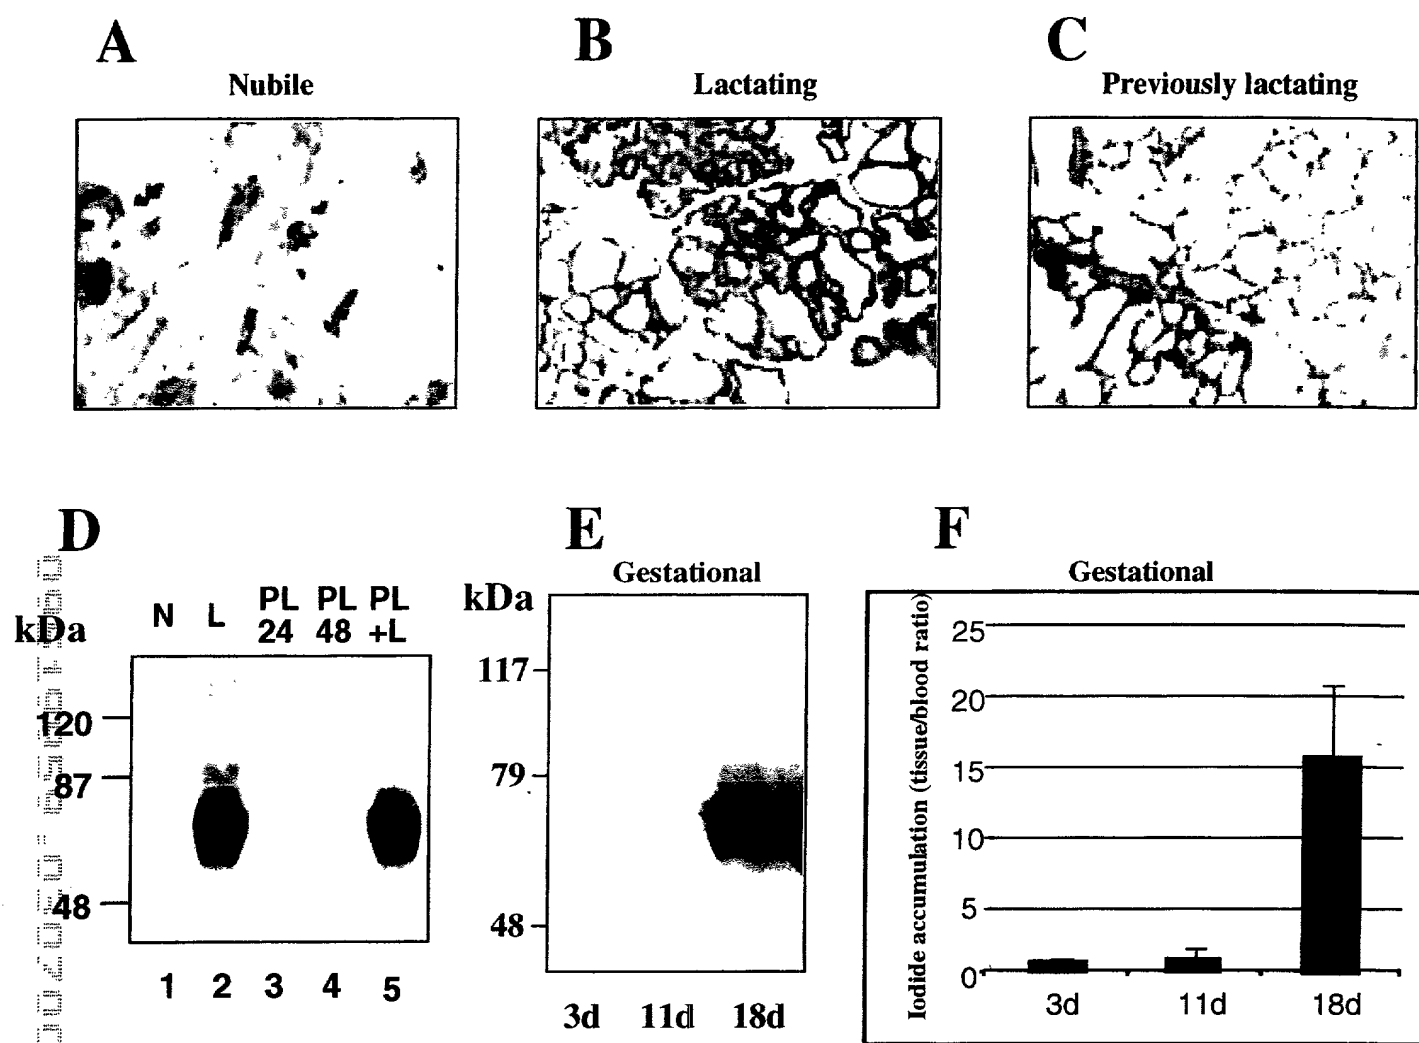 A
Nubile
B
Lactating
C
Previously lactating
D
kDa
N L PL 24 PL 48 PL +L
120
87
48
1 2 3 4 5
E
Gestational
kDa
117
79
48
3d 11d 18d
F
Gestational
Iodide accumulation (tissue/blood ratio)
25
20
15
10
5
0
3d 11d 18d